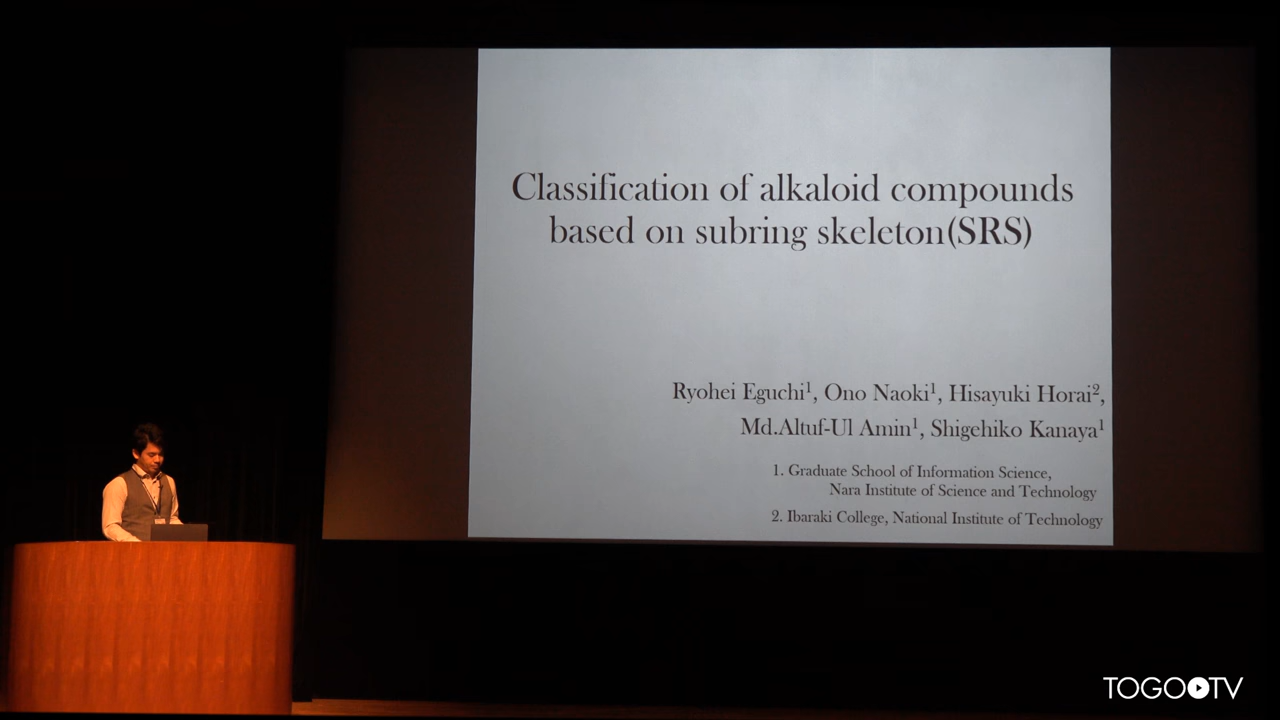 Classification of alkaloid compounds
based on subring skeleton(SRS)
Ryohei Eguchi¹, Ono Naoki¹, Hisayuki Horai²,
Md.Altuf-Ul Amin¹, Shigehiko Kanaya¹
1. Graduate School of Information Science,
Nara Institute of Science and Technology
2. Ibaraki College, National Institute of Technology
TOGO TV